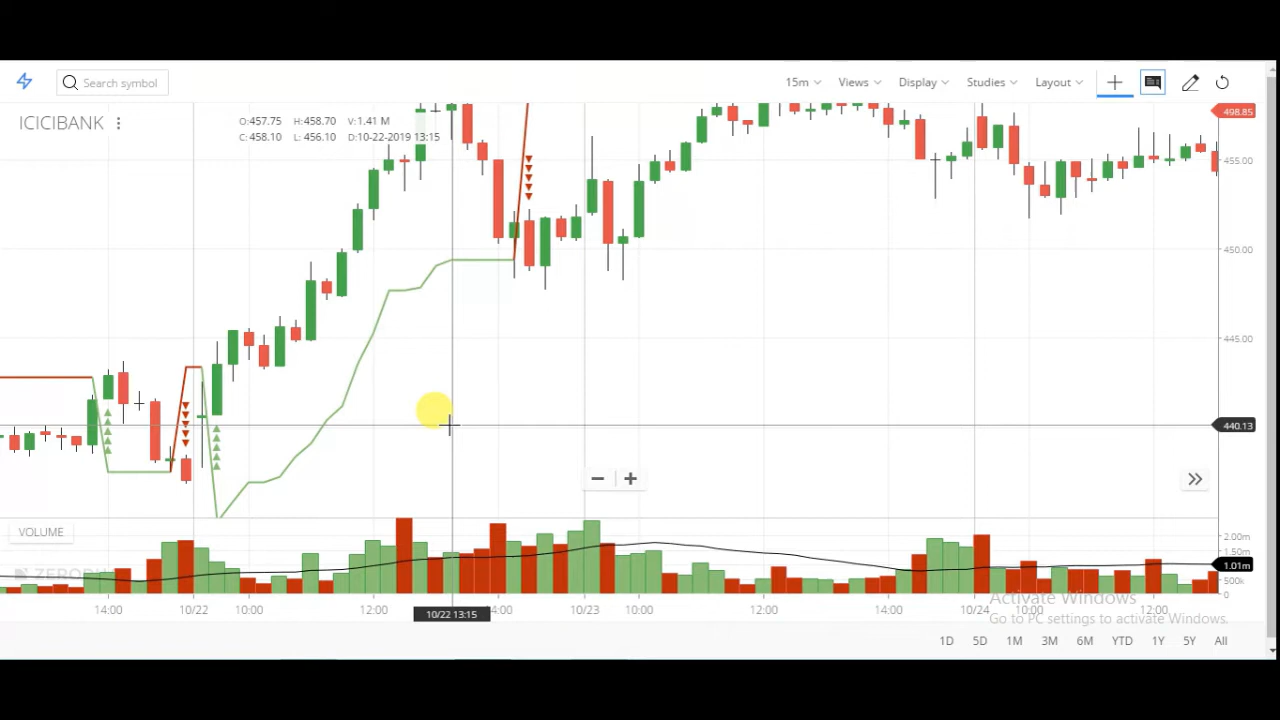 Search symbol
15m Views Display Studies Layout
ICICIBANK
O:457.75 H:458.70 V:1.41 M
C:458.10 L:456.10 D:10-22-2019 13:15
498.85
455.00
450.00
445.00
440.13
VOLUME
2.00m
1.50m
1.01m
500k
0
14:00 10/22 10:00 12:00 10/22 13:15 14:00 10/23 10:00 12:00 14:00 10/24 10:00 12:00
Activate Windows
Go to PC settings to activate Windows.
1D 5D 1M 3M 6M YTD 1Y 5Y All